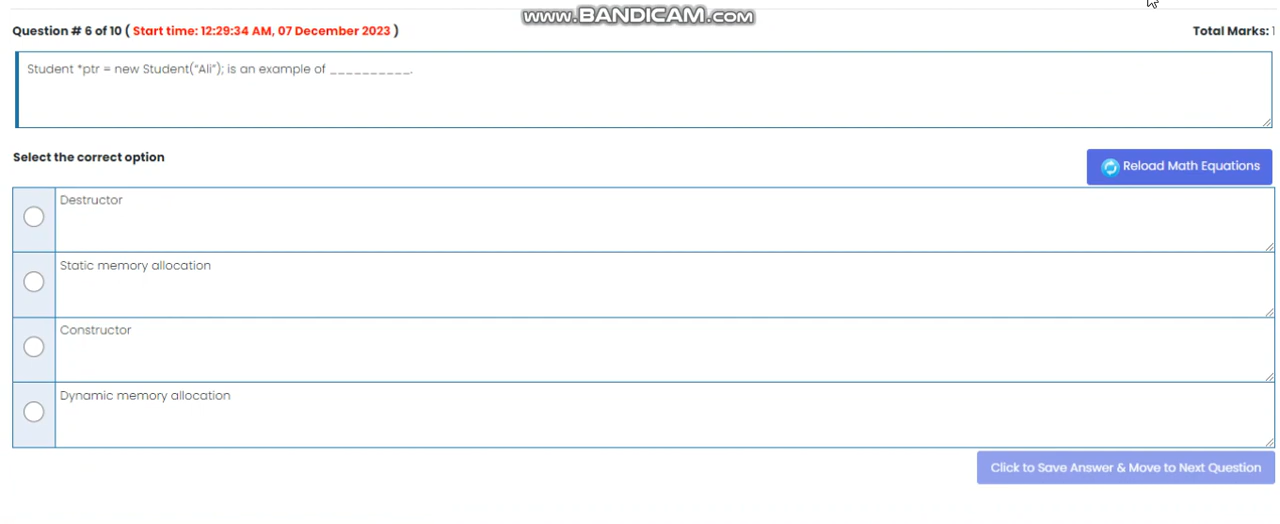 www.BANDICAM.com
Question # 6 of 10 ( Start time: 12:29:34 AM, 07 December 2023 )
Total Marks: 1
Student *ptr = new Student(“Ali”); is an example of __________.
Select the correct option
Reload Math Equations
Destructor
Static memory allocation
Constructor
Dynamic memory allocation
Click to Save Answer & Move to Next Question